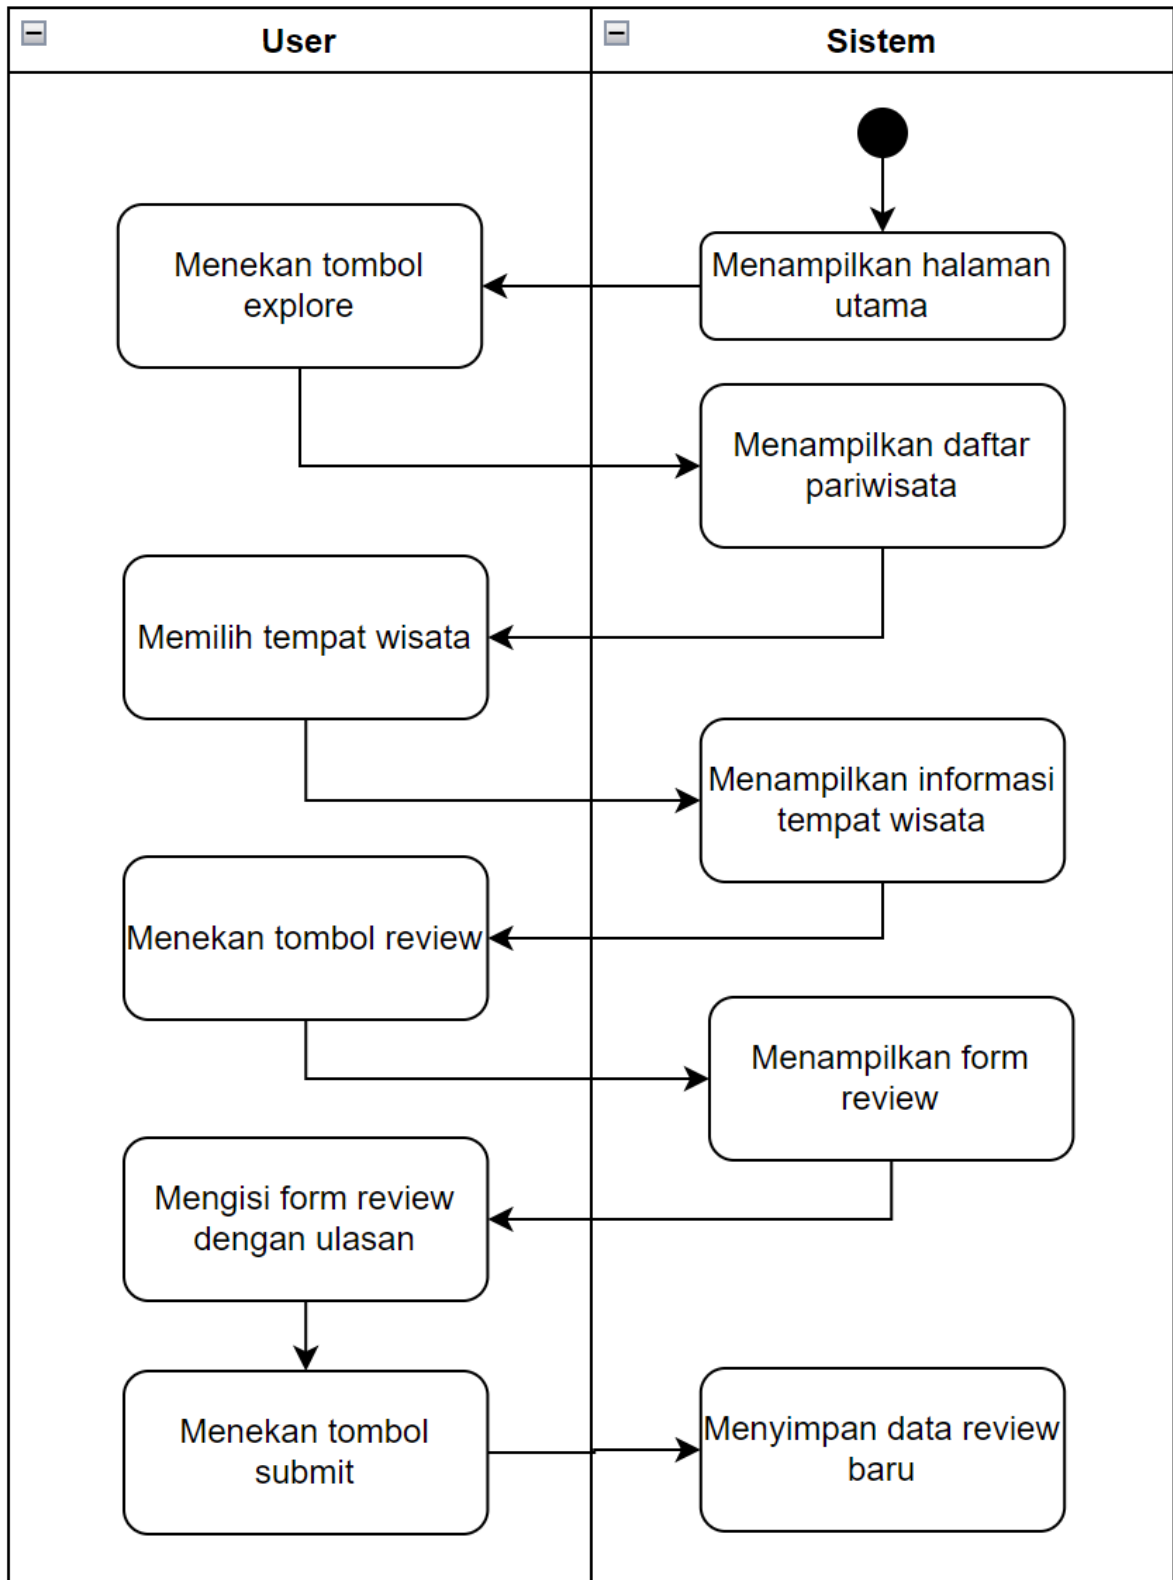 User
Sistem
Menampilkan halaman
utama
Menekan tombol
explore
Menampilkan daftar
pariwisata
Memilih tempat wisata
Menampilkan informasi
tempat wisata
Menekan tombol review
Menampilkan form
review
Mengisi form review
dengan ulasan
Menekan tombol
submit
Menyimpan data review
baru